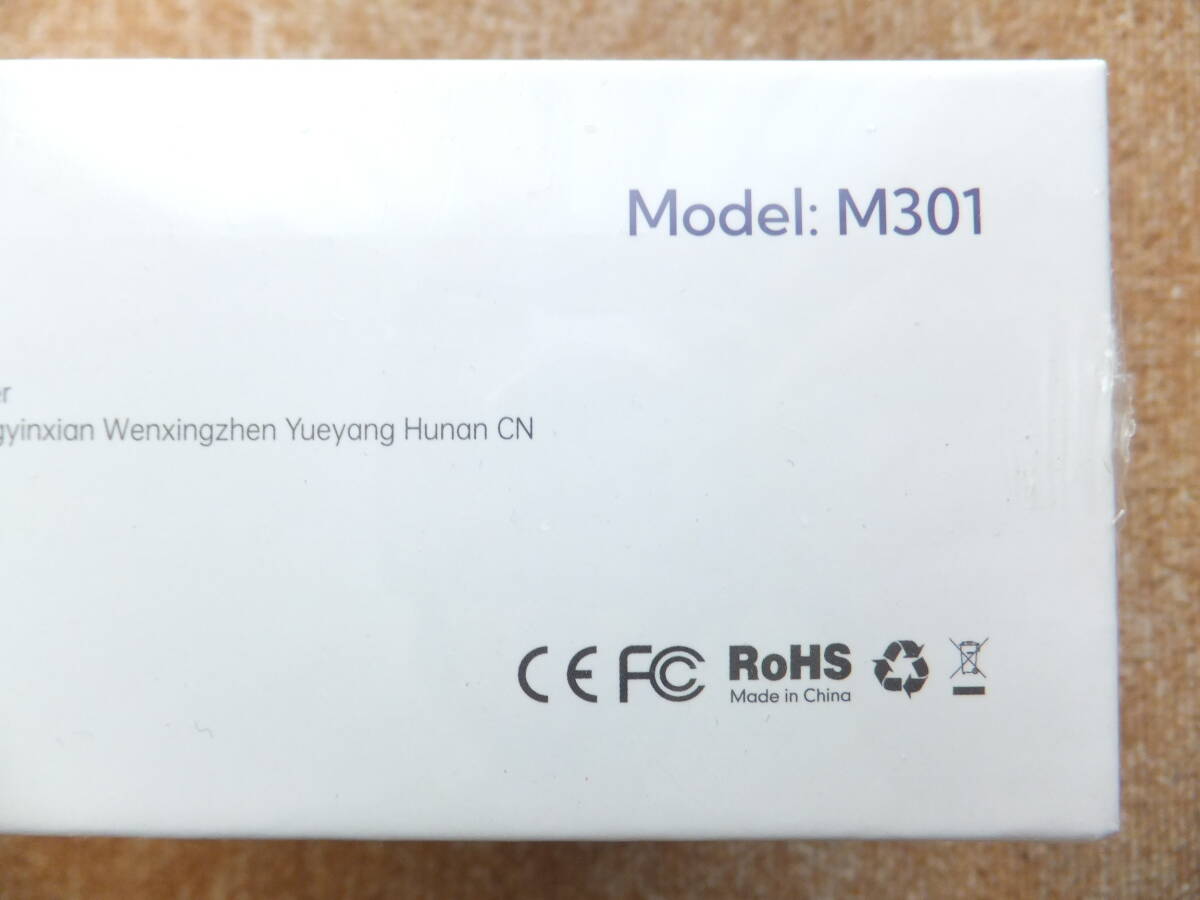 Model: M301
er
gyinxian Wenxingzhen Yueyang Hunan CN
CE FC RoHS
Made in China